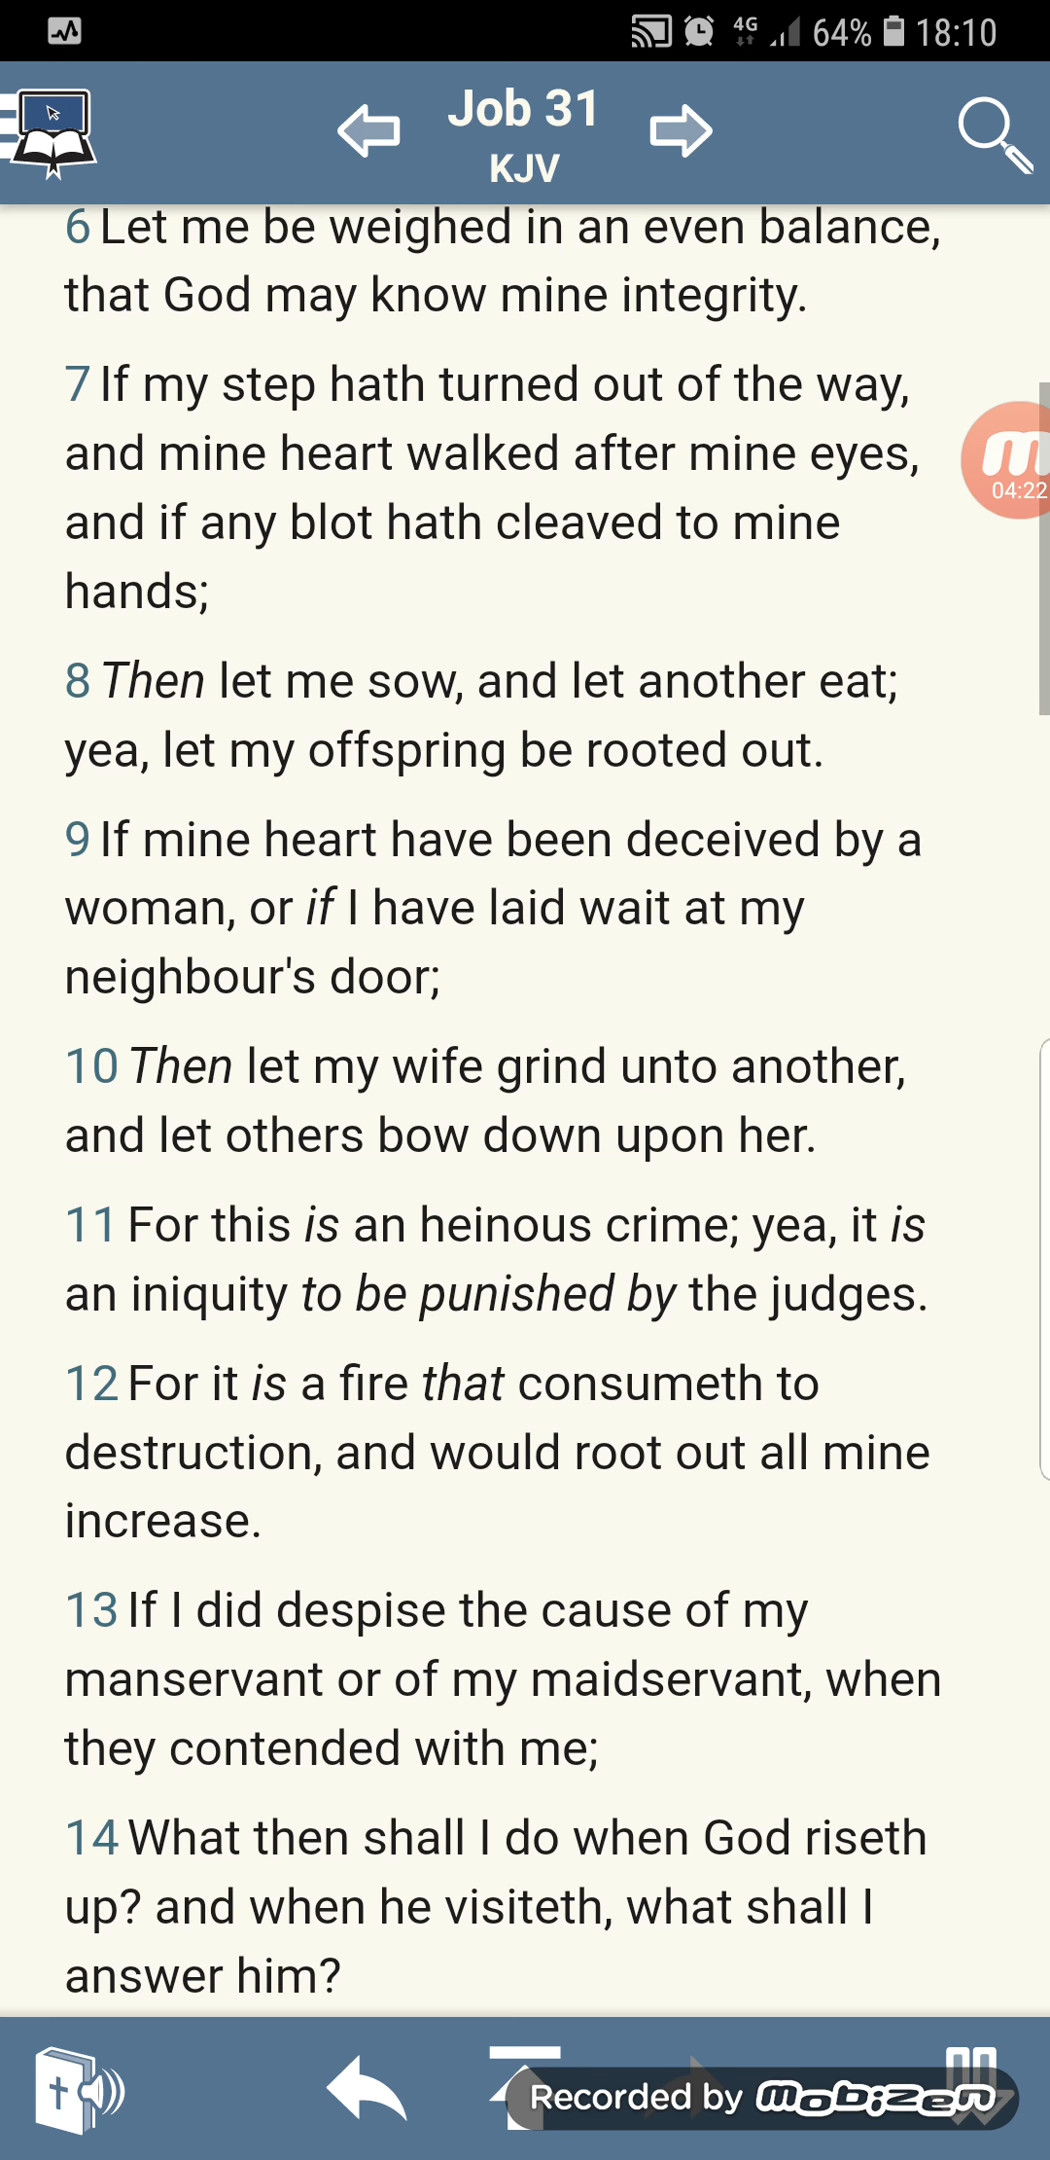 4G 64% 18:10
Job 31
KJV
6 Let me be weighed in an even balance,
that God may know mine integrity.
7 If my step hath turned out of the way,
and mine heart walked after mine eyes,
and if any blot hath cleaved to mine
hands;
04:22
8 Then let me sow, and let another eat;
yea, let my offspring be rooted out.
9 If mine heart have been deceived by a
woman, or if I have laid wait at my
neighbour's door;
10 Then let my wife grind unto another,
and let others bow down upon her.
11 For this is an heinous crime; yea, it is
an iniquity to be punished by the judges.
12 For it is a fire that consumeth to
destruction, and would root out all mine
increase.
13 If I did despise the cause of my
manservant or of my maidservant, when
they contended with me;
14 What then shall I do when God riseth
up? and when he visiteth, what shall I
answer him?
Recorded by mobizen